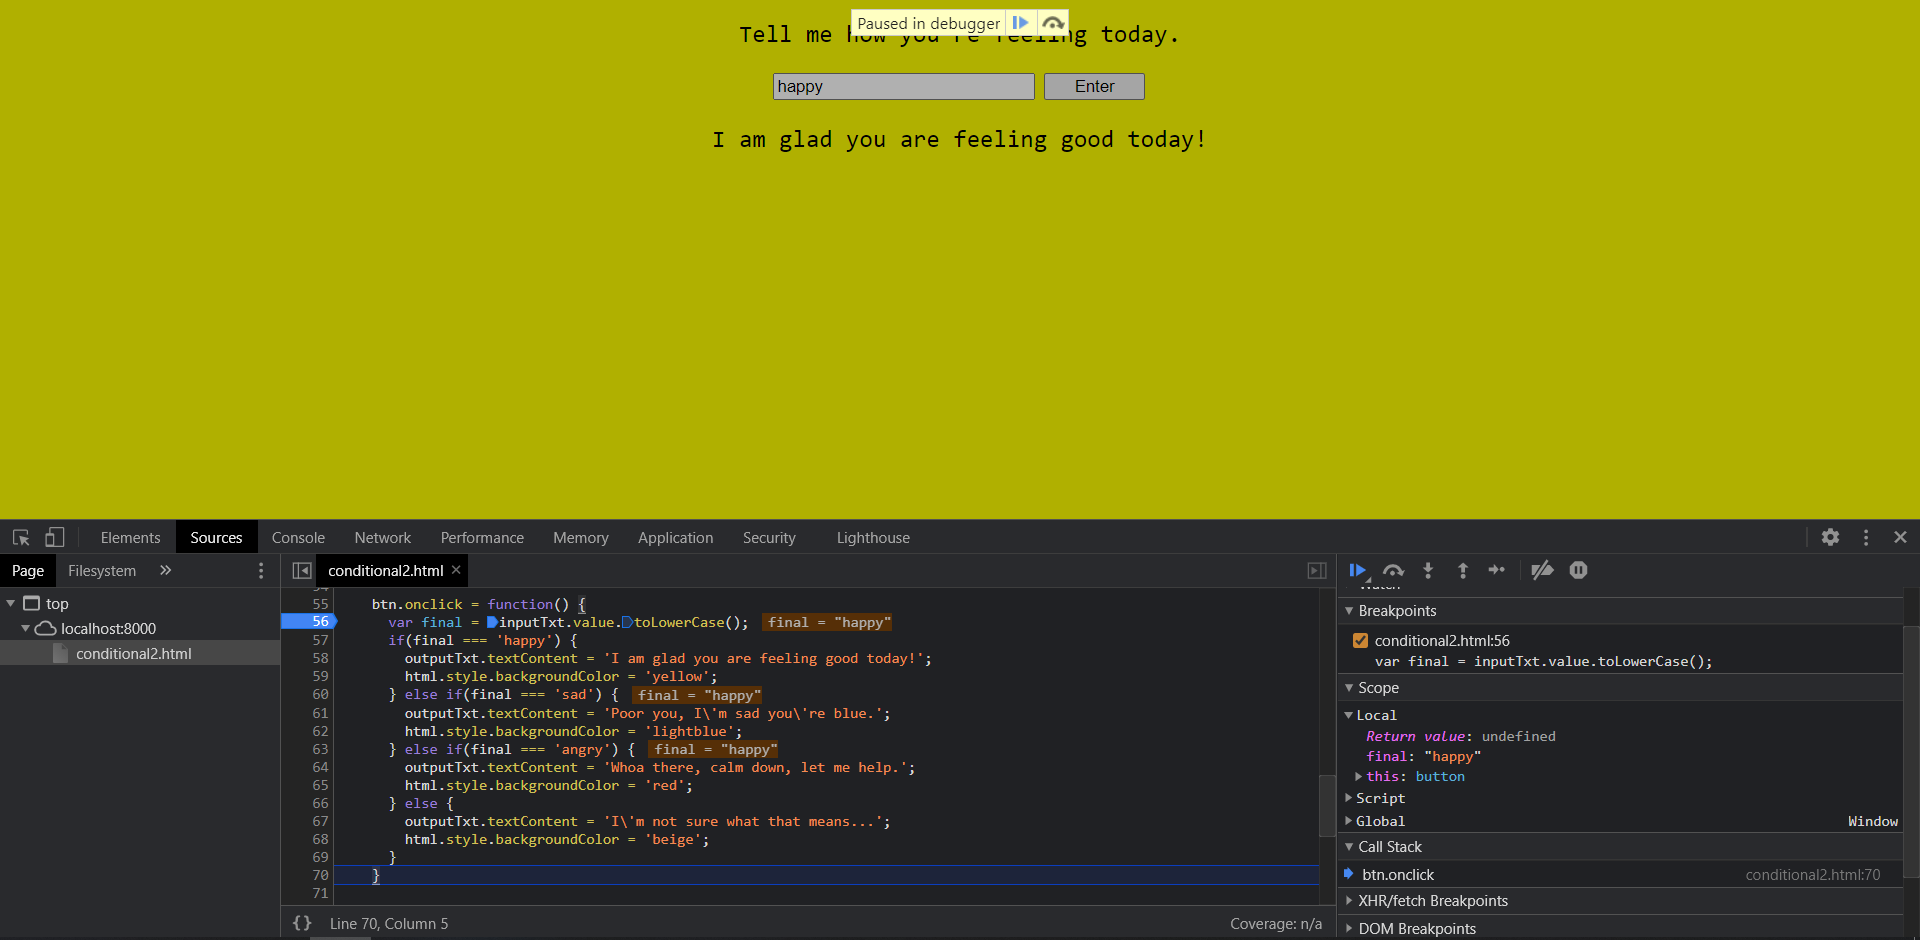 Paused in debugger
Tell me how you're feeling today.
happy Enter
I am glad you are feeling good today!
Elements Sources Console Network Performance Memory Application Security Lighthouse
Page Filesystem
top
localhost:8000
conditional2.html
conditional2.html
54
55 btn.onclick = function() {
56 var final = inputTxt.value.toLowerCase(); final = "happy"
57 if(final === 'happy') {
58 outputTxt.textContent = 'I am glad you are feeling good today!';
59 html.style.backgroundColor = 'yellow';
60 } else if(final === 'sad') { final = "happy"
61 outputTxt.textContent = 'Poor you, I\'m sad you\'re blue.';
62 html.style.backgroundColor = 'lightblue';
63 } else if(final === 'angry') { final = "happy"
64 outputTxt.textContent = 'Whoa there, calm down, let me help.';
65 html.style.backgroundColor = 'red';
66 } else {
67 outputTxt.textContent = 'I\'m not sure what that means...';
68 html.style.backgroundColor = 'beige';
69 }
70 }
71
{} Line 70, Column 5 Coverage: n/a
Watch
Breakpoints
conditional2.html:56
var final = inputTxt.value.toLowerCase();
Scope
Local
Return value: undefined
final: "happy"
this: button
Script
Global Window
Call Stack
btn.onclick conditional2.html:70
XHR/fetch Breakpoints
DOM Breakpoints